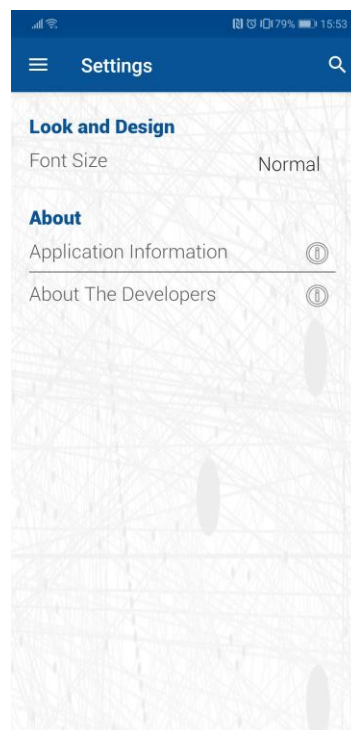 79% 15:53
Settings
Look and Design
Font Size Normal
About
Application Information
About The Developers